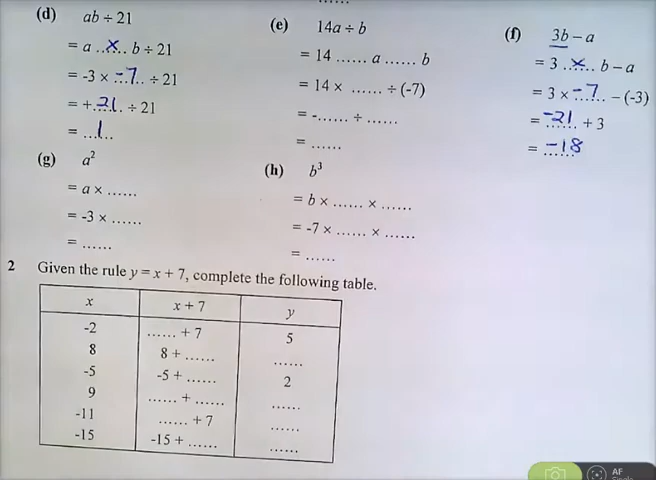 (d) ab ÷ 21
= a ..×.. b ÷ 21
= -3 × .-7. ÷ 21
= +.21. ÷ 21
= ..1..
(e) 14a ÷ b
= 14 ...... a ...... b
= 14 × ...... ÷ (-7)
= -...... ÷ ......
= ......
(f) 3b – a
= 3 ..×.. b – a
= 3 × .-7. – (-3)
= .-21. + 3
= .-18.
(g) a²
= a × ......
= -3 × ......
= ......
(h) b³
= b × ...... × ......
= -7 × ...... × ......
= ......
2 Given the rule y = x + 7, complete the following table.
x x + 7 y
-2 ...... + 7 5
8 8 + ...... ......
-5 -5 + ...... 2
9 ...... + ...... ......
-11 ...... + 7 ......
-15 -15 + ...... ......
AF